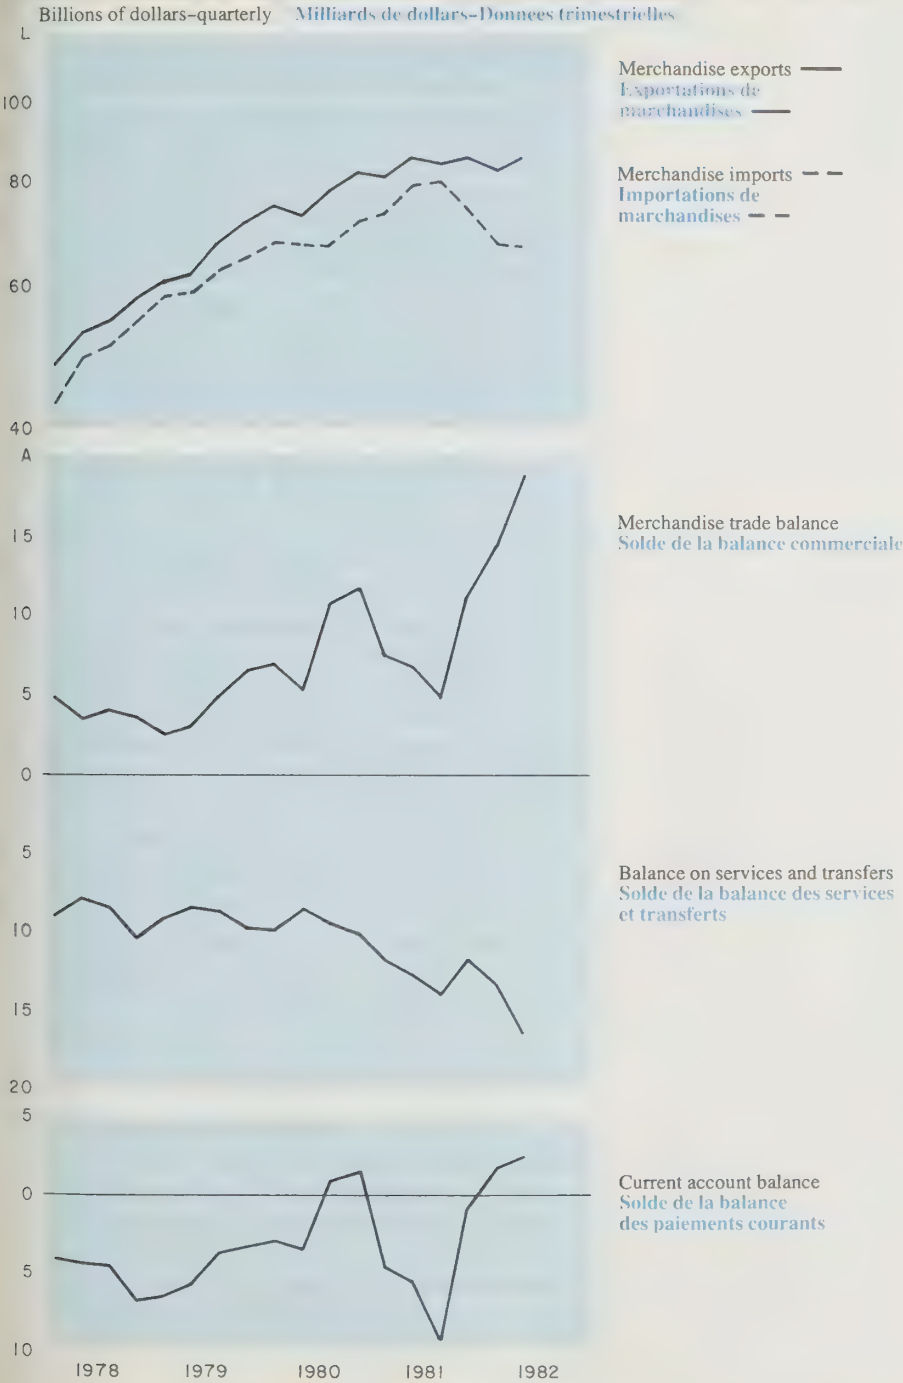 Billions of dollars–quarterly Milliards de dollars–Donnees trimestrielles
L
100
80
60
40
Merchandise exports
Exportations de
marchandises
Merchandise imports
Importations de
marchandises
A
15
10
5
0
5
10
15
20
Merchandise trade balance
Solde de la balance commerciale
Balance on services and transfers
Solde de la balance des services
et transferts
5
0
5
10
Current account balance
Solde de la balance
des paiements courants
1978 1979 1980 1981 1982